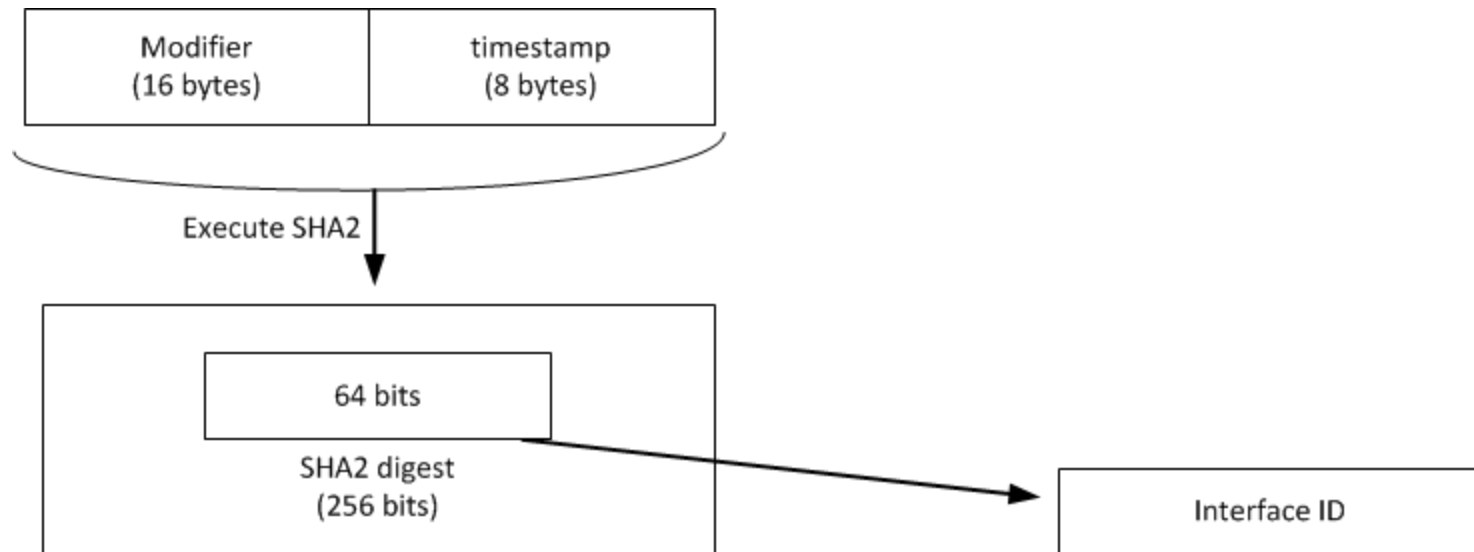 Modifier
(16 bytes)
timestamp
(8 bytes)
Execute SHA2
64 bits
SHA2 digest
(256 bits)
Interface ID